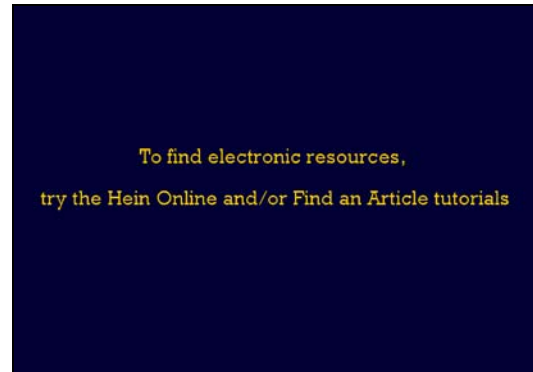 To find electronic resources,
try the Hein Online and/or Find an Article tutorials